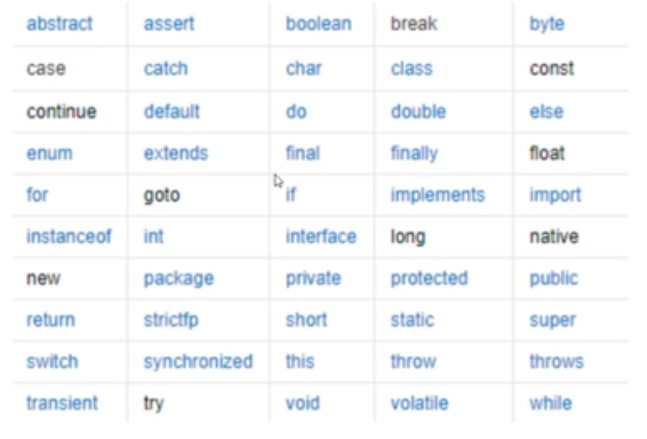 abstract assert boolean break byte
case catch char class const
continue default do double else
enum extends final finally float
for goto if implements import
instanceof int interface long native
new package private protected public
return strictfp short static super
switch synchronized this throw throws
transient try void volatile while